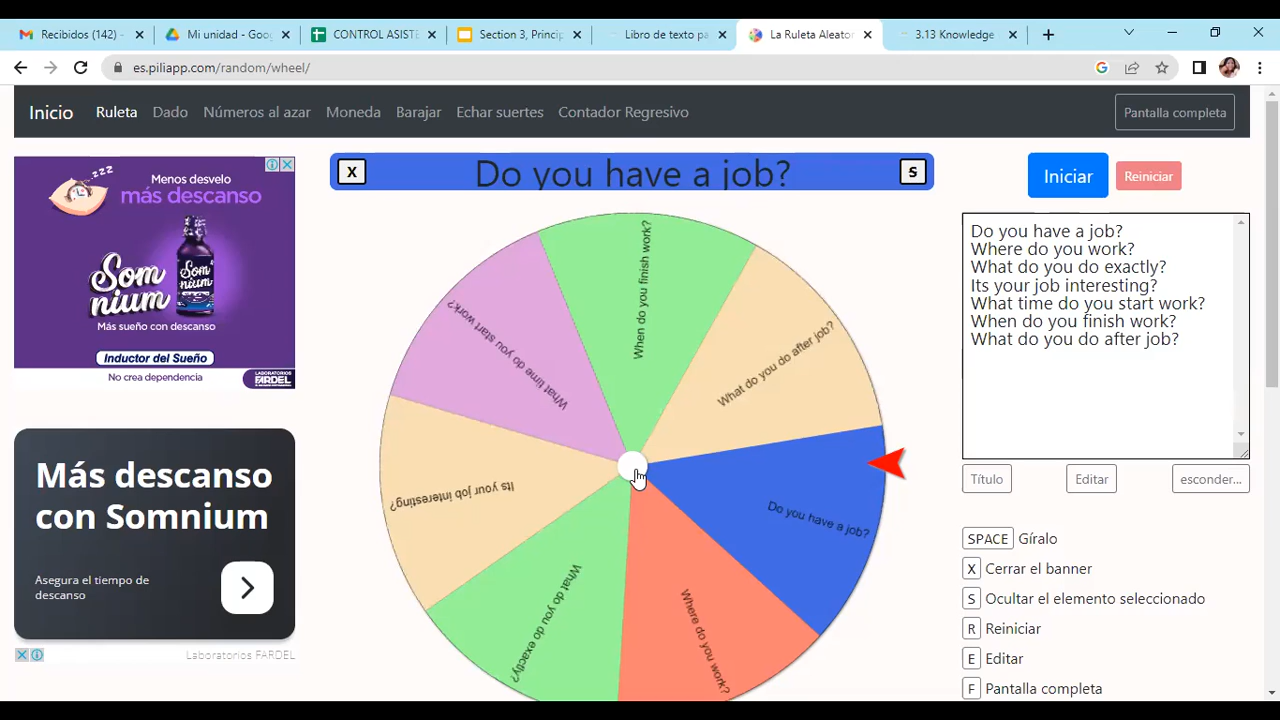 Recibidos (142) -
Mi unidad - Goo
CONTROL ASIST
Section 3, Princip
Libro de texto pa
La Ruleta Aleator
3.13 Knowledge
es.piliapp.com/random/wheel/
Inicio
Ruleta
Dado
Números al azar
Moneda
Barajar
Echar suertes
Contador Regresivo
Pantalla completa
zzz
Menos desvelo
más descanso
Som
nium
Más sueño con descanso
Inductor del Sueño
No crea dependencia
LABORATORIOS
FARDEL
Más descanso
con Somnium
Asegura el tiempo de
descanso
Laboratorios FARDEL
X
Do you have a job?
S
When do you finish work?
What do you do after job?
Do you have a job?
Where do you work?
What do you do exactly?
Its your job interesting?
What time do you start work?
Iniciar
Reiniciar
Do you have a job?
Where do you work?
What do you do exactly?
Its your job interesting?
What time do you start work?
When do you finish work?
What do you do after job?
Título
Editar
esconder...
SPACE Gíralo
X Cerrar el banner
S Ocultar el elemento seleccionado
R Reiniciar
E Editar
F Pantalla completa